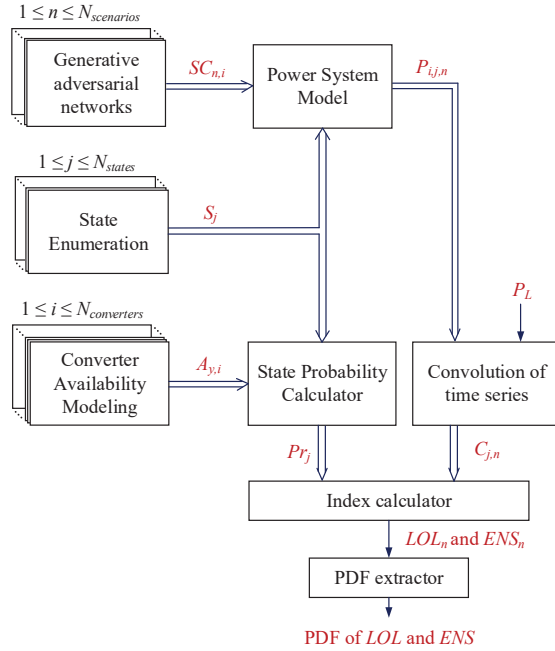 1 ≤ n ≤ N_scenarios
Generative
adversarial
networks
SC_n,i
Power System
Model
P_i,j,n
1 ≤ j ≤ N_states
State
Enumeration
S_j
1 ≤ i ≤ N_converters
Converter
Availability
Modeling
A_y,i
State Probability
Calculator
P_L
Convolution of
time series
Pr_j
C_j,n
Index calculator
LOL_n and ENS_n
PDF extractor
PDF of LOL and ENS